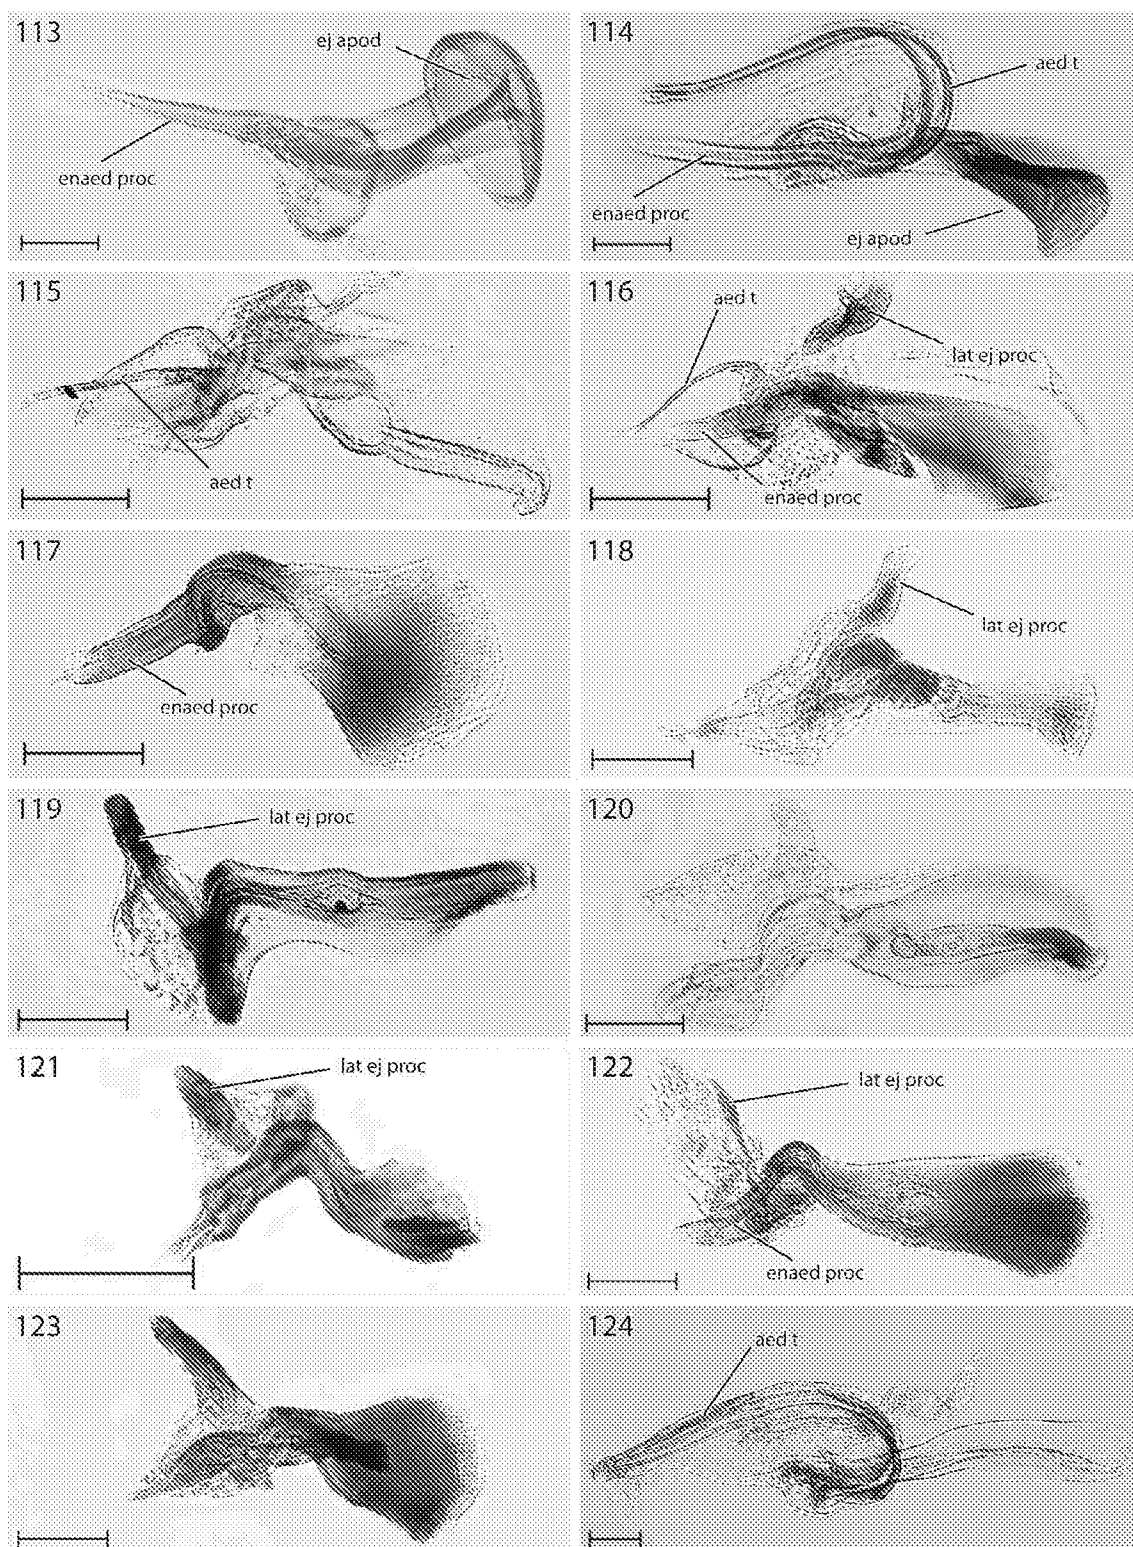 113
ej apod
enaed proc
114
aed t
enaed proc
ej apod
115
aed t
116
aed t
lat ej proc
enaed proc
117
enaed proc
118
lat ej proc
119
lat ej proc
120
121
lat ej proc
122
lat ej proc
enaed proc
123
124
aed t